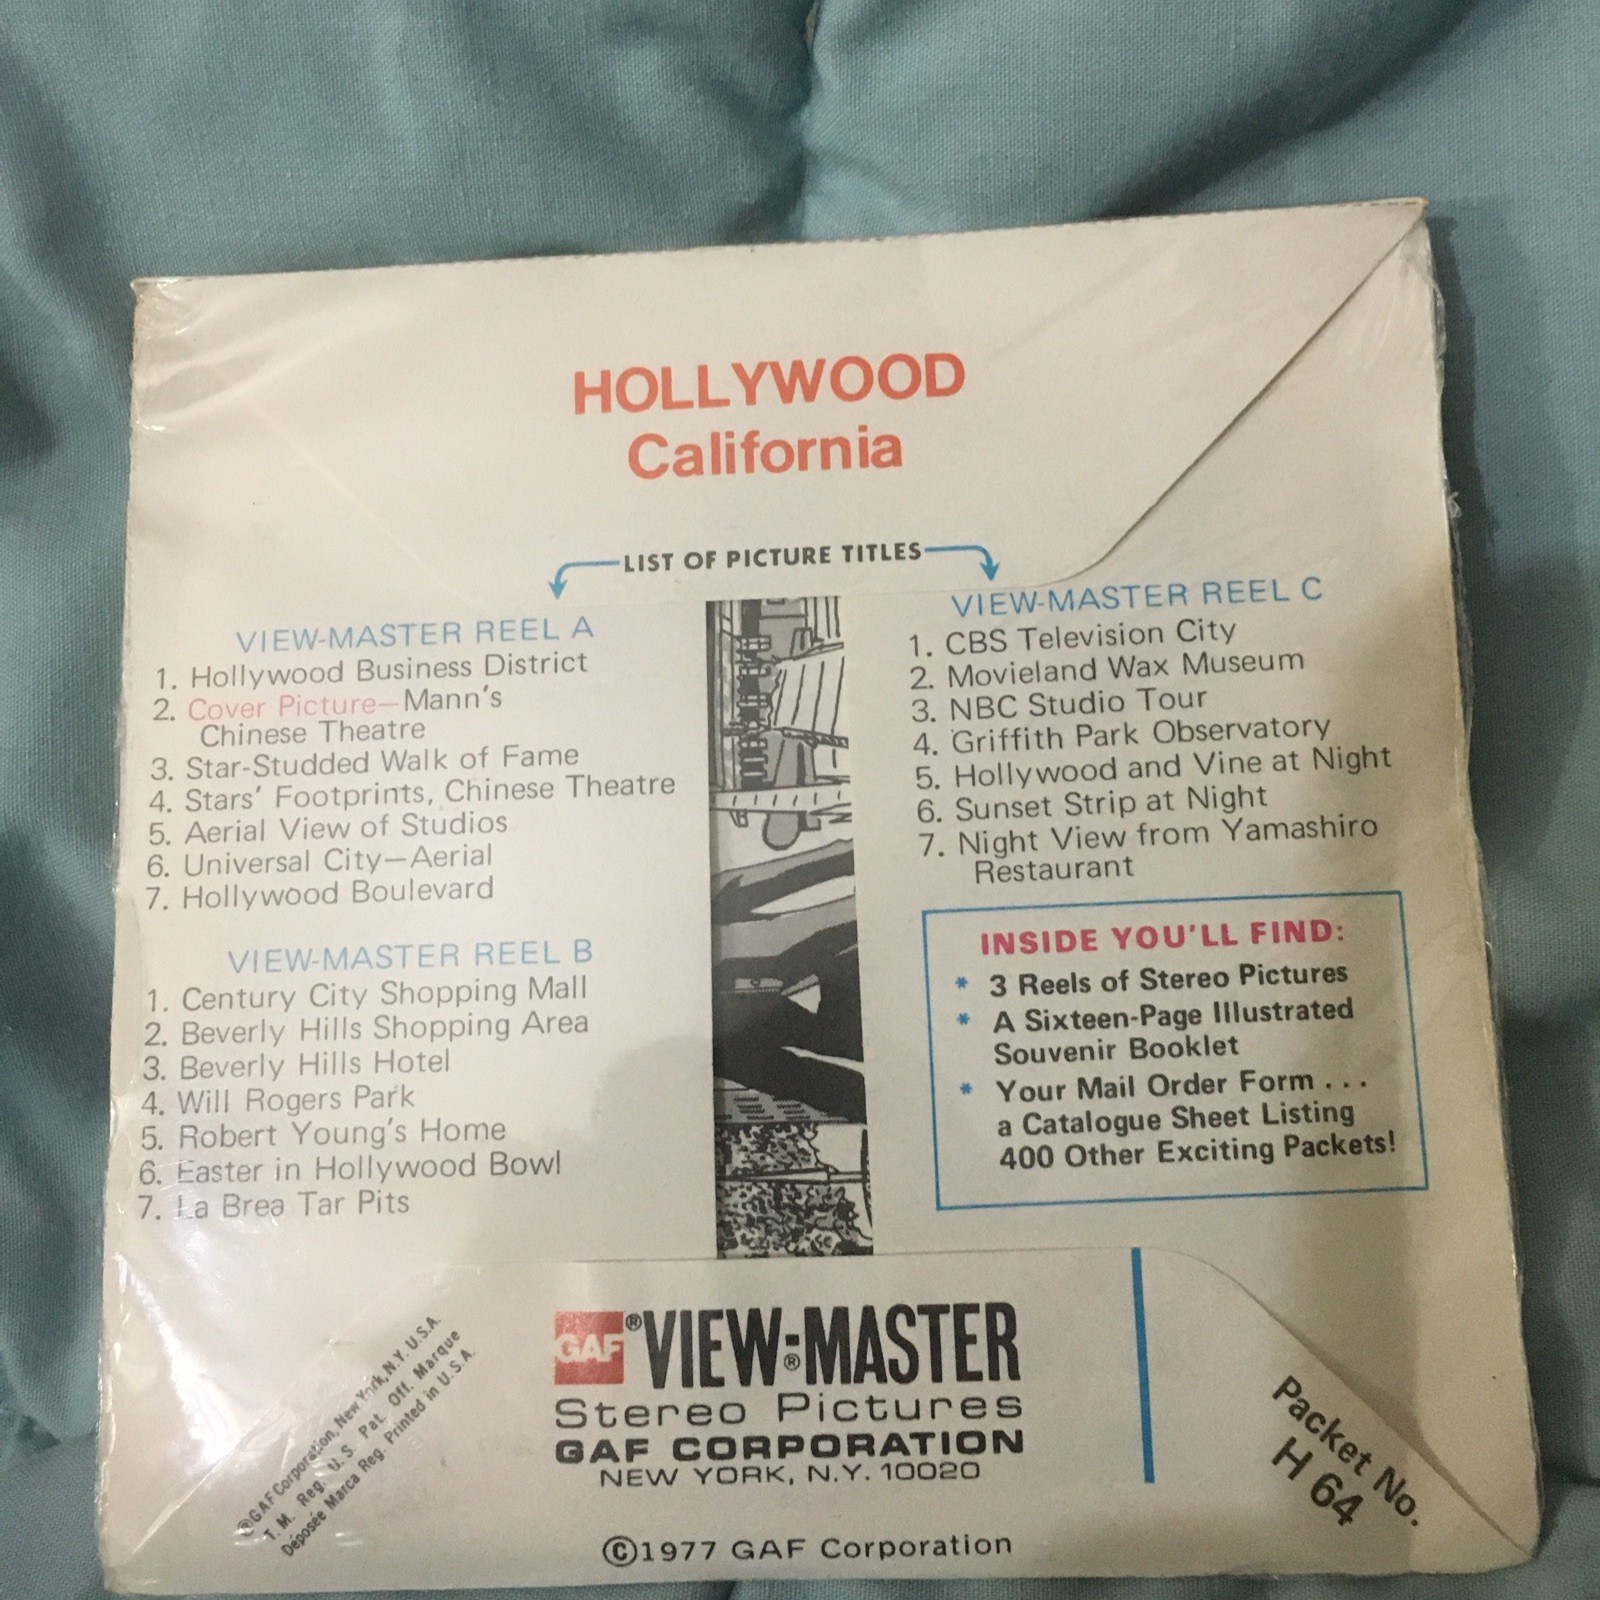 HOLLYWOOD
California
LIST OF PICTURE TITLES
VIEW-MASTER REEL A
1. Hollywood Business District
2. Cover Picture—Mann's
Chinese Theatre
3. Star-Studded Walk of Fame
4. Stars' Footprints, Chinese Theatre
5. Aerial View of Studios
6. Universal City—Aerial
7. Hollywood Boulevard
VIEW-MASTER REEL B
1. Century City Shopping Mall
2. Beverly Hills Shopping Area
3. Beverly Hills Hotel
4. Will Rogers Park
5. Robert Young's Home
6. Easter in Hollywood Bowl
7. La Brea Tar Pits
VIEW-MASTER REEL C
1. CBS Television City
2. Movieland Wax Museum
3. NBC Studio Tour
4. Griffith Park Observatory
5. Hollywood and Vine at Night
6. Sunset Strip at Night
7. Night View from Yamashiro
Restaurant
INSIDE YOU'LL FIND:
* 3 Reels of Stereo Pictures
* A Sixteen-Page Illustrated
Souvenir Booklet
* Your Mail Order Form . . .
a Catalogue Sheet Listing
400 Other Exciting Packets!
®GAF Corporation, New York, N.Y. U.S.A.
T. M. Reg. U.S. Pat. Off. Marque
Déposée Marca Reg. Printed in U.S.A.
GAF® VIEW-MASTER®
Stereo Pictures
GAF CORPORATION
NEW YORK, N.Y. 10020
©1977 GAF Corporation
Packet No.
H 64